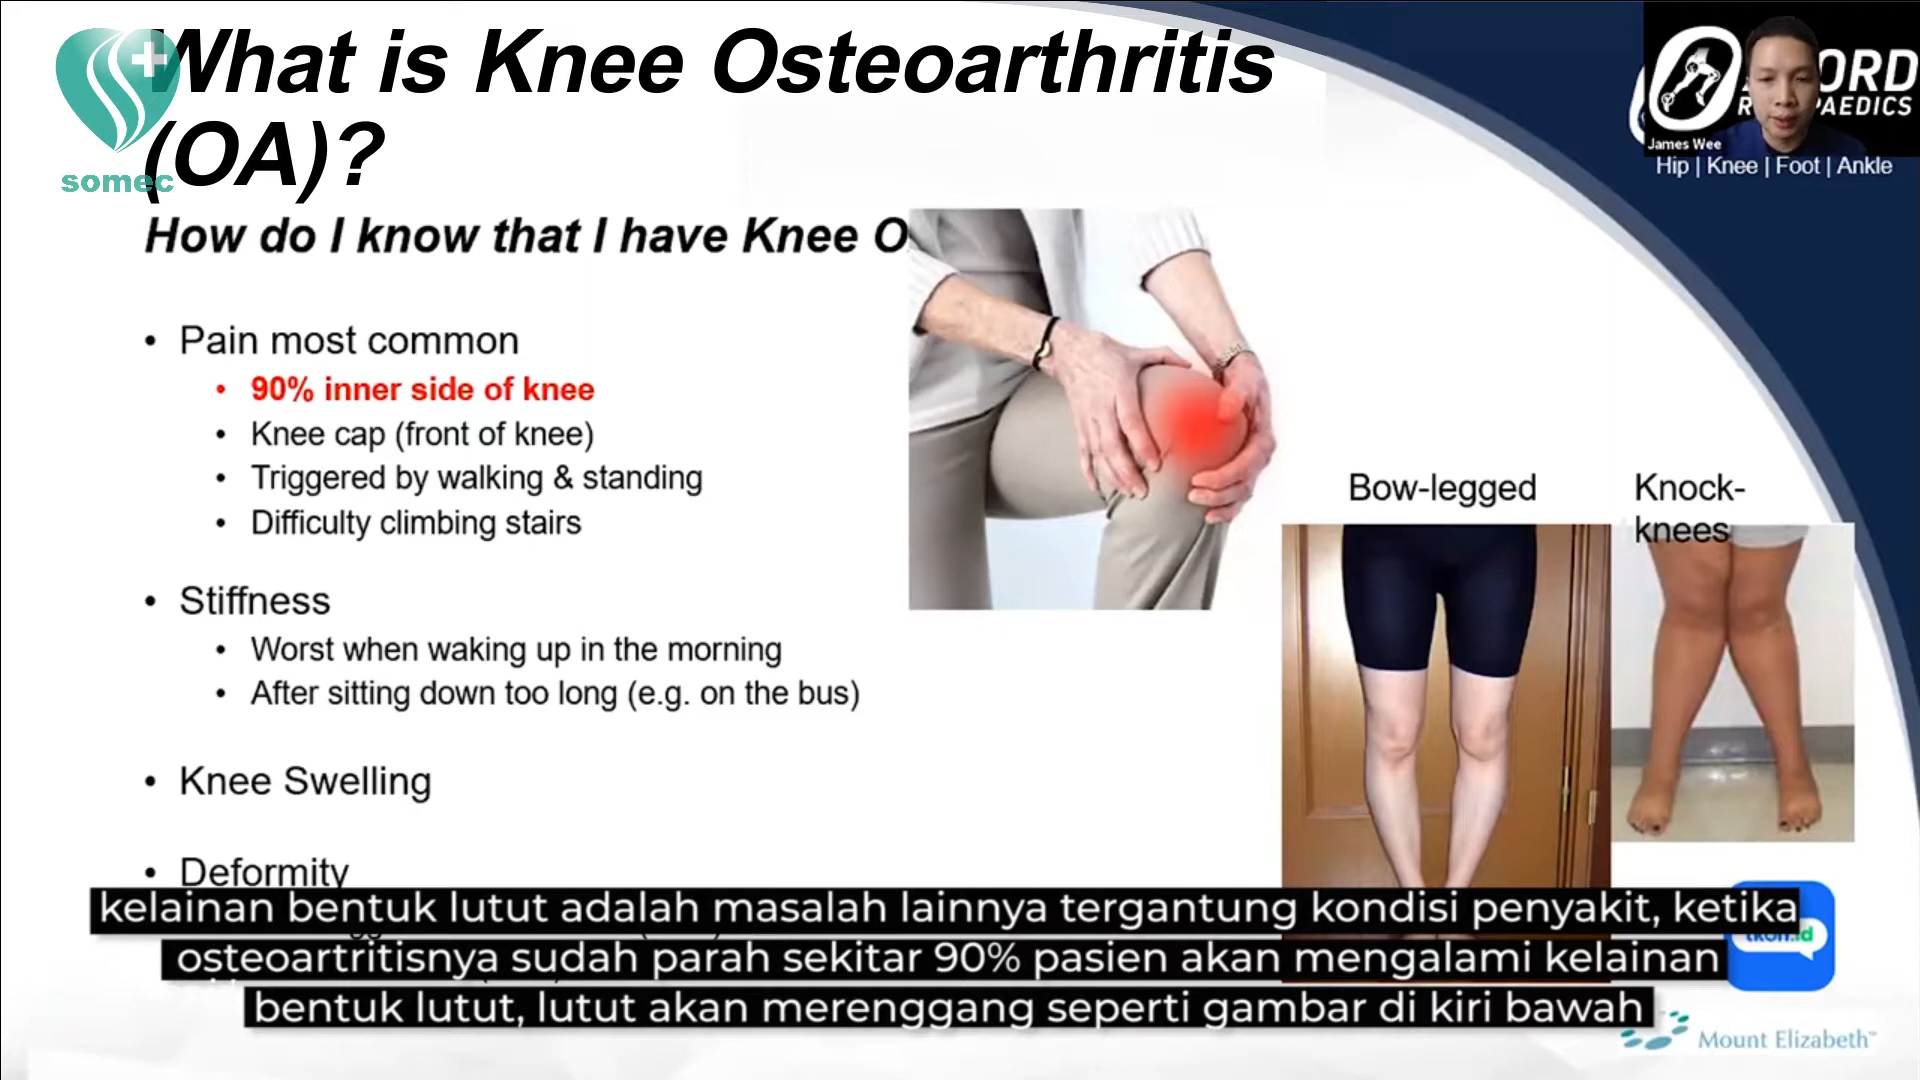 What is Knee Osteoarthritis
(OA)?
somec
ORD
PAEDICS
James Wee
Hip | Knee | Foot | Ankle
How do I know that I have Knee O
• Pain most common
• 90% inner side of knee
• Knee cap (front of knee)
• Triggered by walking & standing
• Difficulty climbing stairs
• Stiffness
• Worst when waking up in the morning
• After sitting down too long (e.g. on the bus)
• Knee Swelling
• Deformity
Bow-legged
Knock-
knees
kelainan bentuk lutut adalah masalah lainnya tergantung kondisi penyakit, ketika
osteoartritisnya sudah parah sekitar 90% pasien akan mengalami kelainan
bentuk lutut, lutut akan merenggang seperti gambar di kiri bawah
Mount Elizabeth™